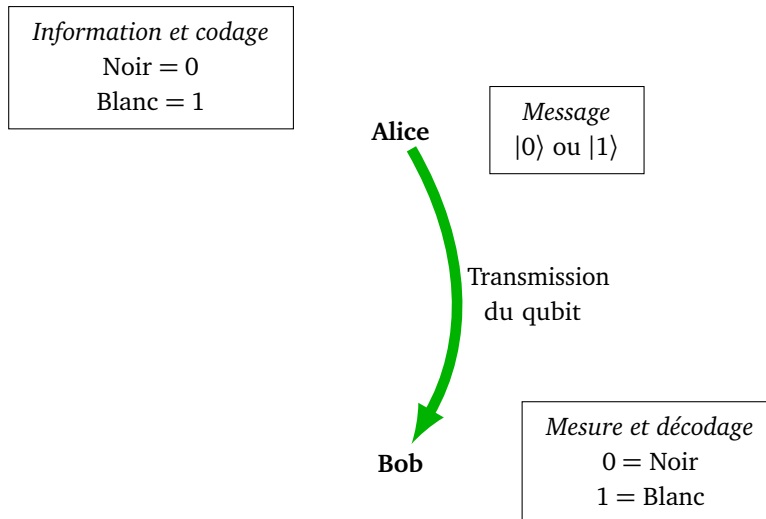 Information et codage
Noir = 0
Blanc = 1
Alice
Message
|0⟩ ou |1⟩
Transmission
du qubit
Bob
Mesure et décodage
0 = Noir
1 = Blanc